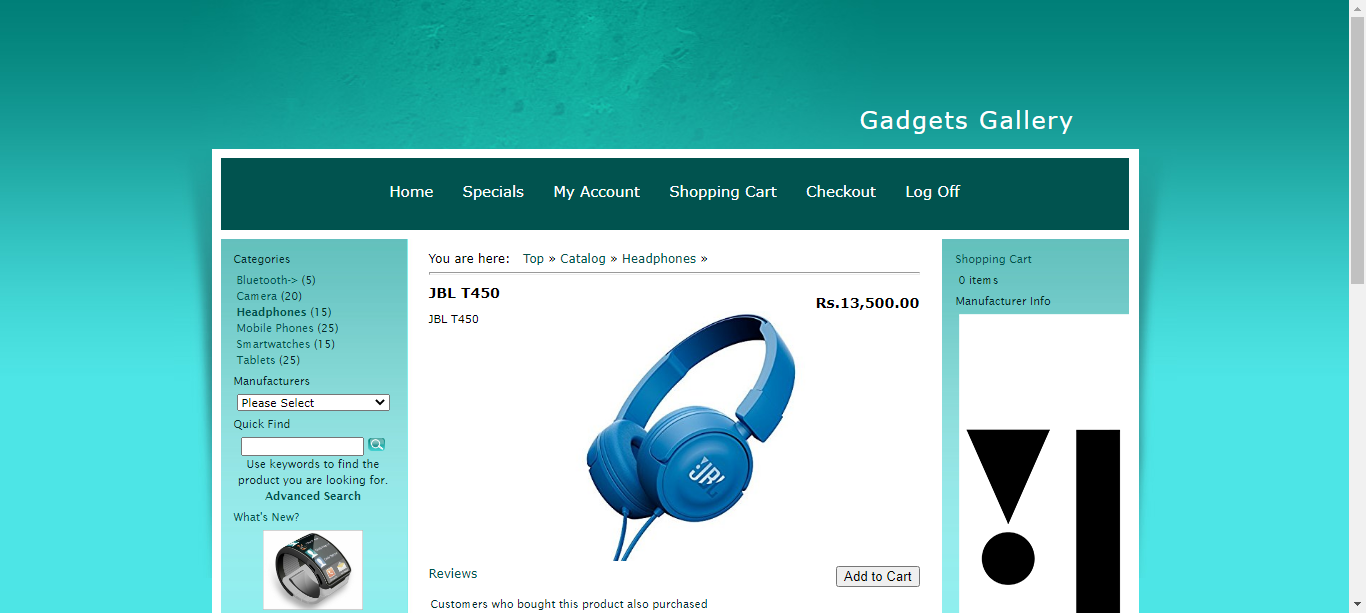 Gadgets Gallery
Home Specials My Account Shopping Cart Checkout Log Off
Categories
Bluetooth-> (5)
Camera (20)
Headphones (15)
Mobile Phones (25)
Smartwatches (15)
Tablets (25)
Manufacturers
Please Select
Quick Find
Use keywords to find the
product you are looking for.
Advanced Search
What's New?
You are here: Top » Catalog » Headphones »
JBL T450
Rs.13,500.00
JBL T450
JBL
Reviews
Add to Cart
Customers who bought this product also purchased
Shopping Cart
0 items
Manufacturer Info